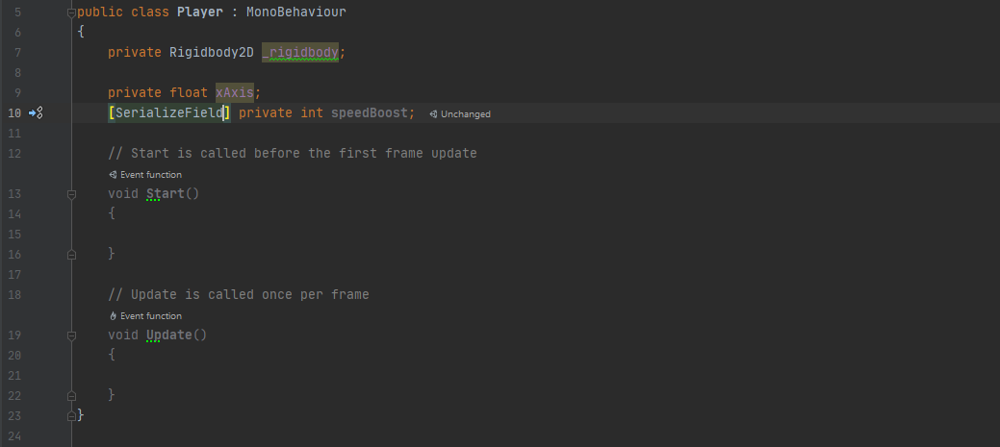 5 public class Player : MonoBehaviour
6 {
7 private Rigidbody2D _rigidbody;
8
9 private float xAxis;
10 [SerializeField] private int speedBoost; Unchanged
11
12 // Start is called before the first frame update
Event function
13 void Start()
14 {
15
16 }
17
18 // Update is called once per frame
Event function
19 void Update()
20 {
21
22 }
23 }
24